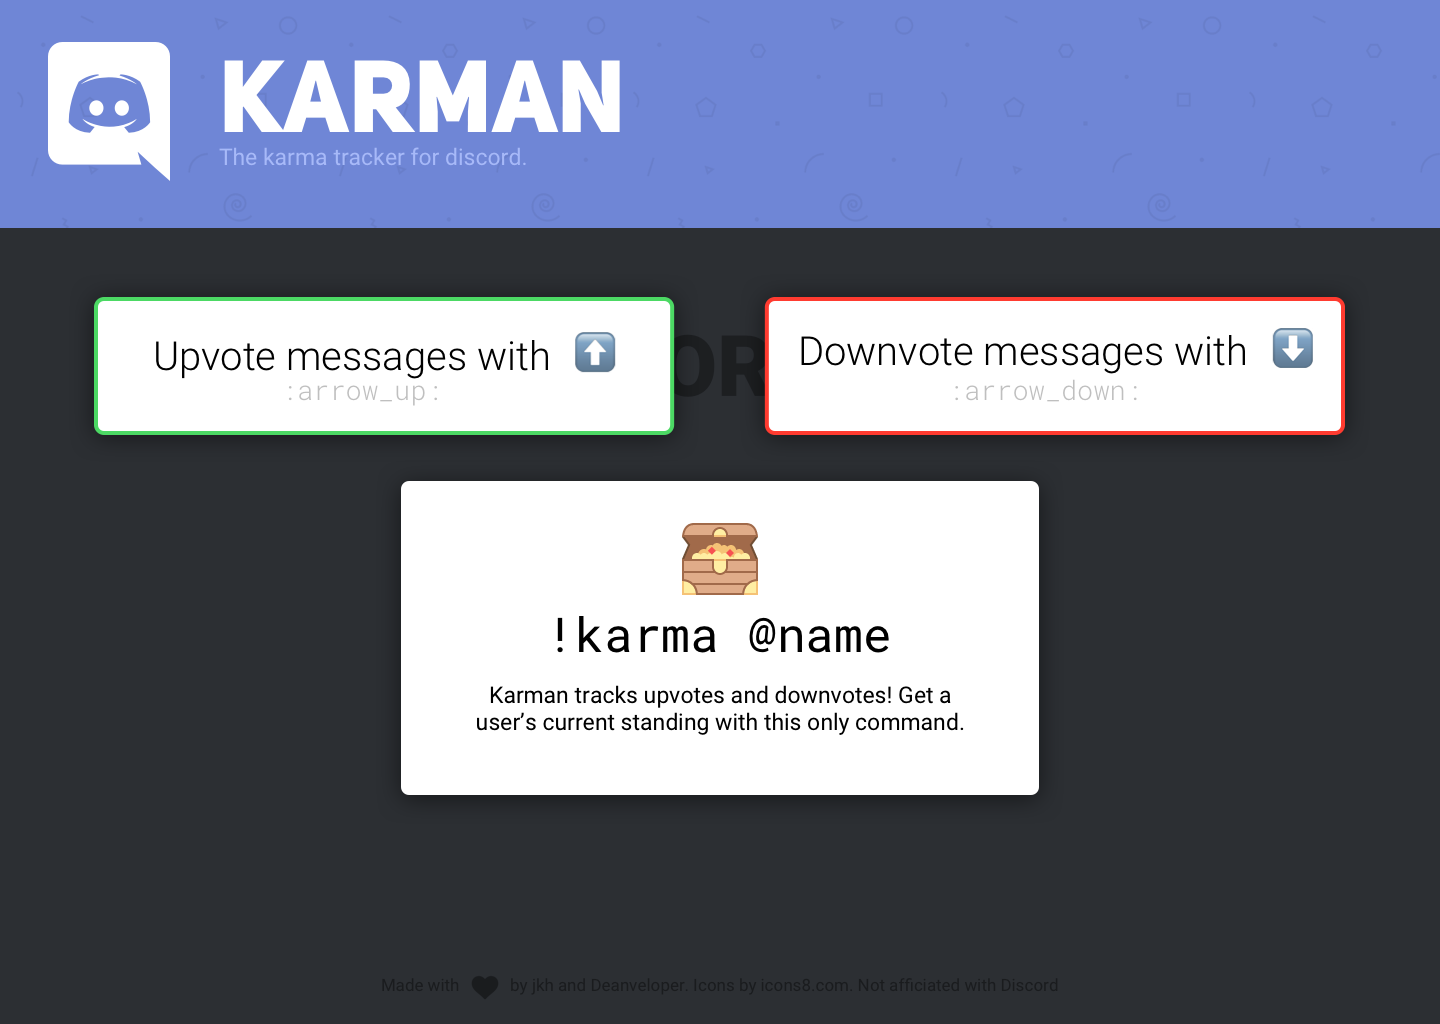 KARMAN
The karma tracker for discord.
Upvote messages with
:arrow_up:
OR
Downvote messages with
:arrow_down:
!karma @name
Karman tracks upvotes and downvotes! Get a
user’s current standing with this only command.
Made with by jkh and Deanveloper. Icons by icons8.com. Not afficiated with Discord